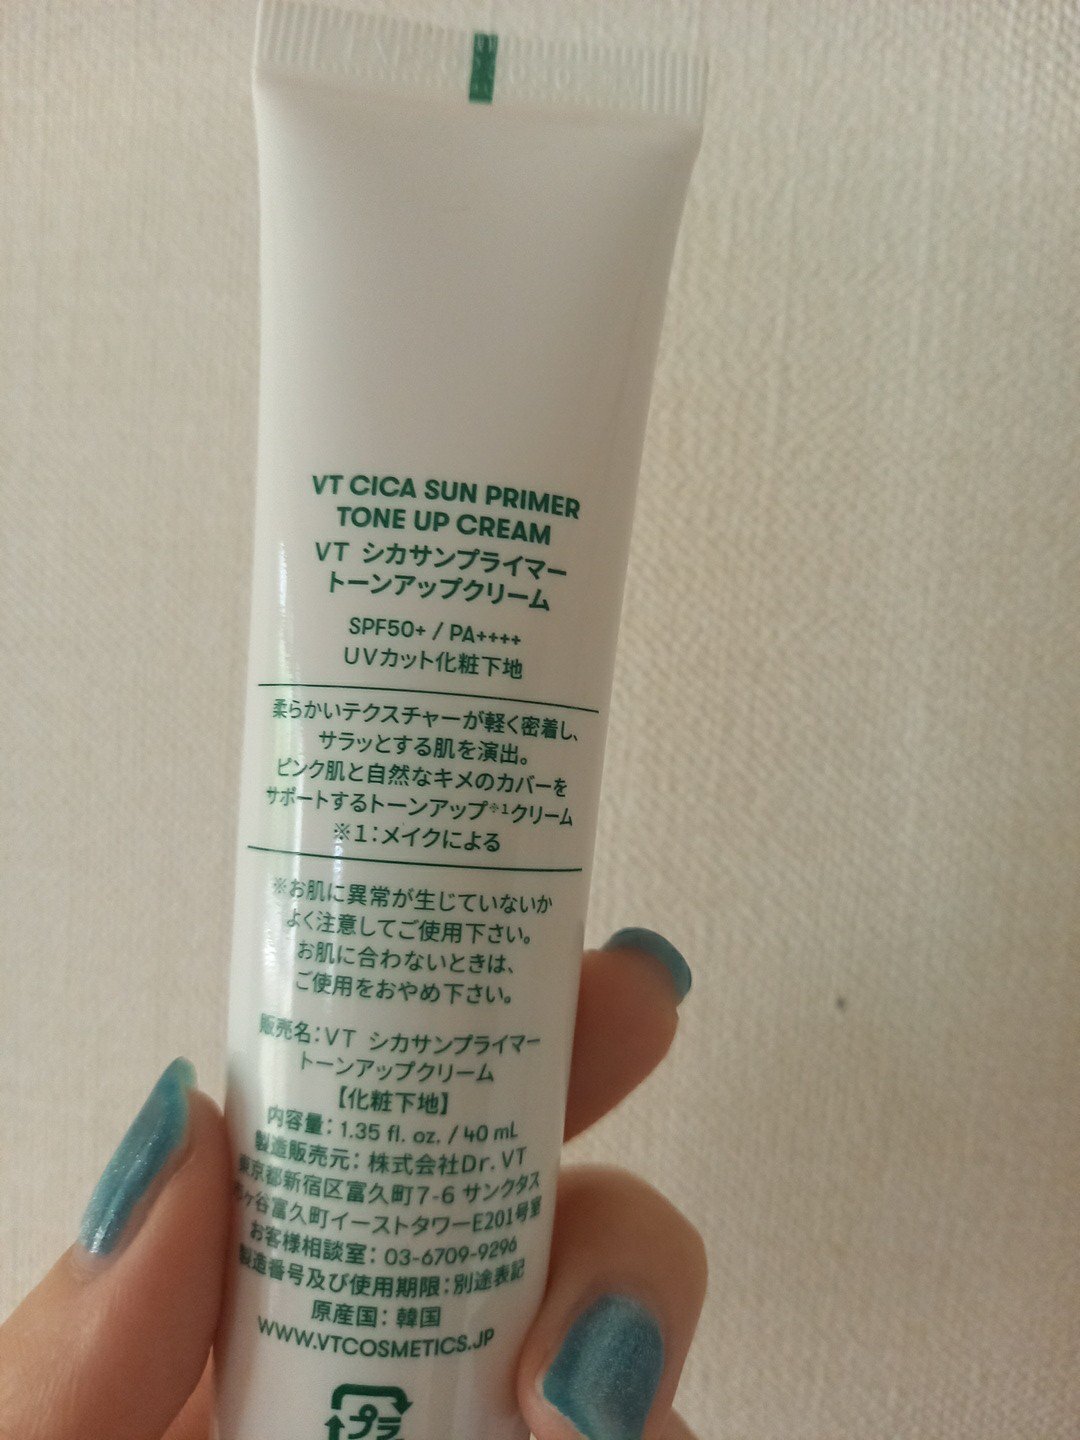 VT CICA SUN PRIMER
TONE UP CREAM
VT シカサンプライマー
トーンアップクリーム
SPF50+ / PA++++
UVカット化粧下地
柔らかいテクスチャーが軽く密着し、
サラッとする肌を演出。
ピンク肌と自然なキメのカバーを
サポートするトーンアップ※1クリーム
※1:メイクによる
※お肌に異常が生じていないか
よく注意してご使用下さい。
お肌に合わないときは、
ご使用をおやめ下さい。
販売名:VT シカサンプライマー
トーンアップクリーム
【化粧下地】
内容量: 1.35 fl. oz. / 40 mL
製造販売元: 株式会社Dr. VT
東京都新宿区富久町7-6 サンクタス
ヶ谷富久町イーストタワーE201号室
お客様相談室: 03-6709-9296
製造番号及び使用期限:別途表記
原産国: 韓国
WWW.VTCOSMETICS.JP
プラ